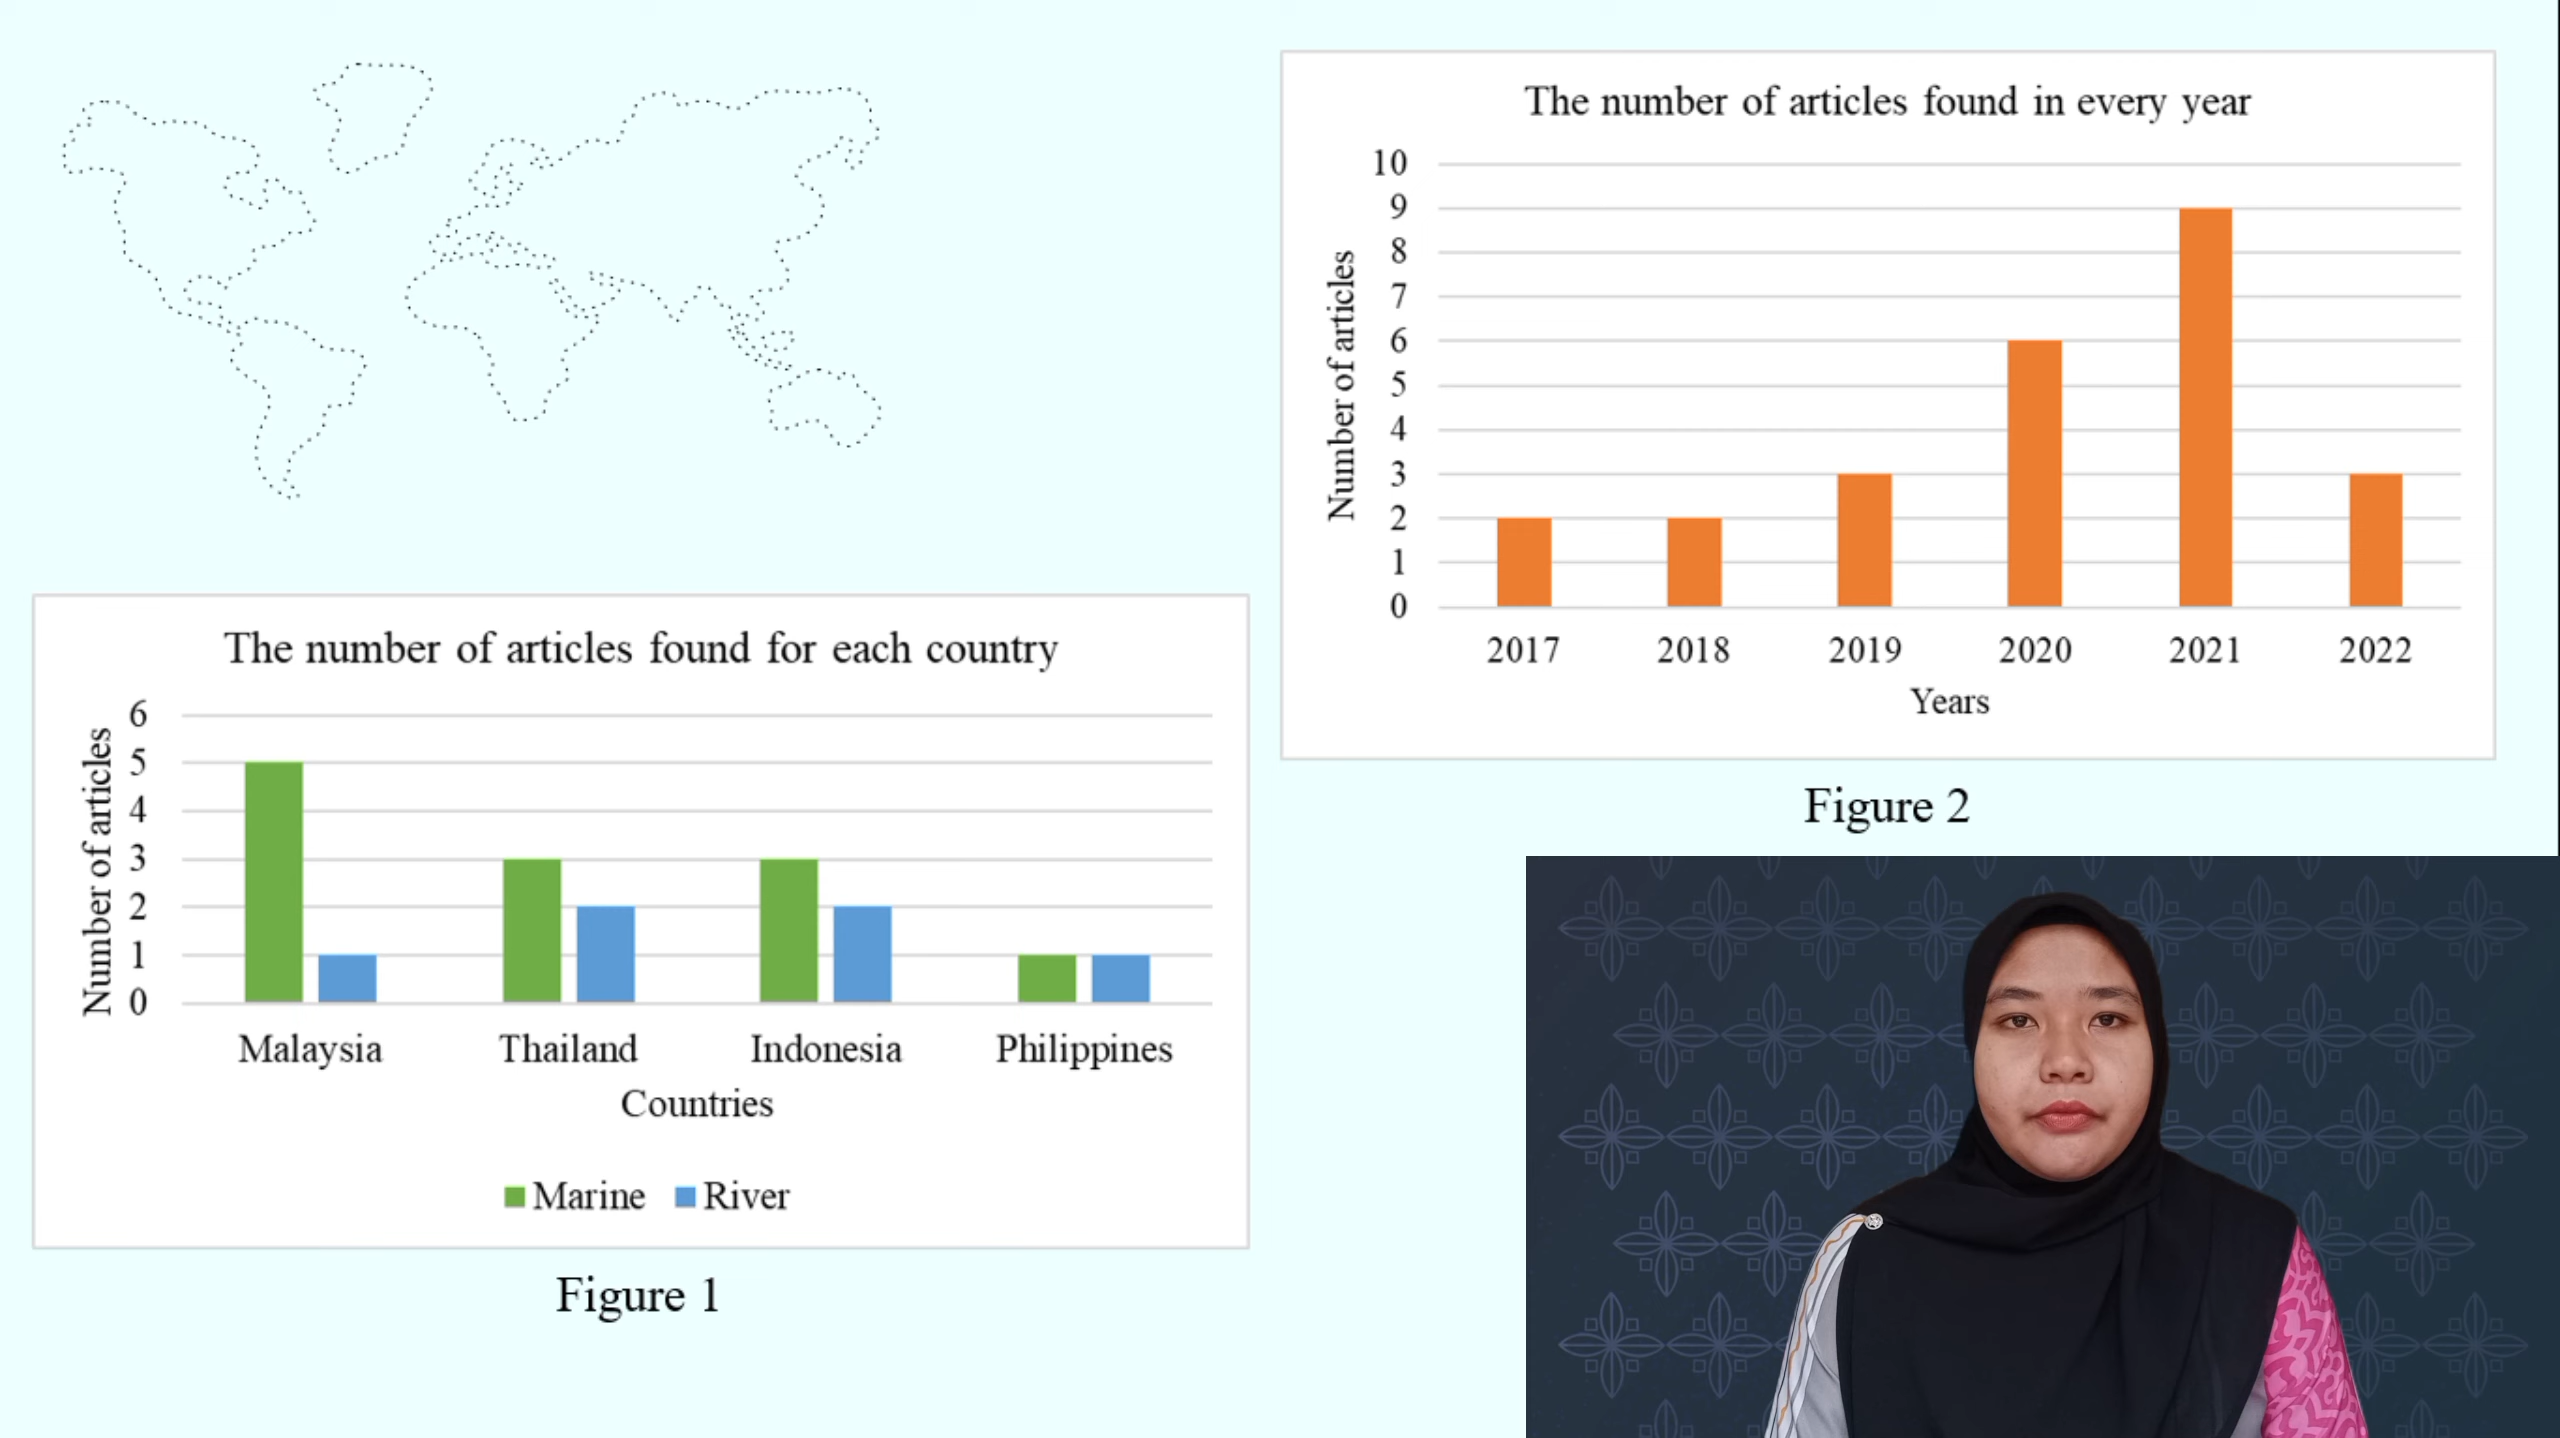 The number of articles found in every year
10
9
8
7
6
5
4
3
2
1
0
Number of articles
2017 2018 2019 2020 2021 2022
Years
Figure 2
The number of articles found for each country
6
5
4
3
2
1
0
Number of articles
Malaysia Thailand Indonesia Philippines
Countries
Marine River
Figure 1